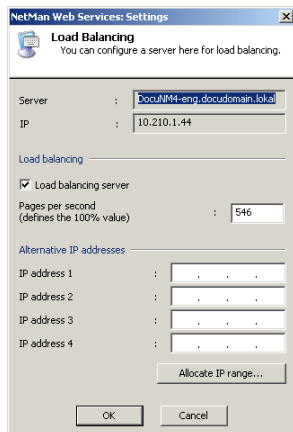 NetMan Web Services: Settings
Load Balancing
You can configure a server here for load balancing.
Server : DocuNM4-eng.docudomain.lokal
IP : 10.210.1.44
Load balancing
Load balancing server
Pages per second
(defines the 100% value) : 546
Alternative IP addresses
IP address 1 : . . .
IP address 2 : . . .
IP address 3 : . . .
IP address 4 : . . .
Allocate IP range...
OK Cancel